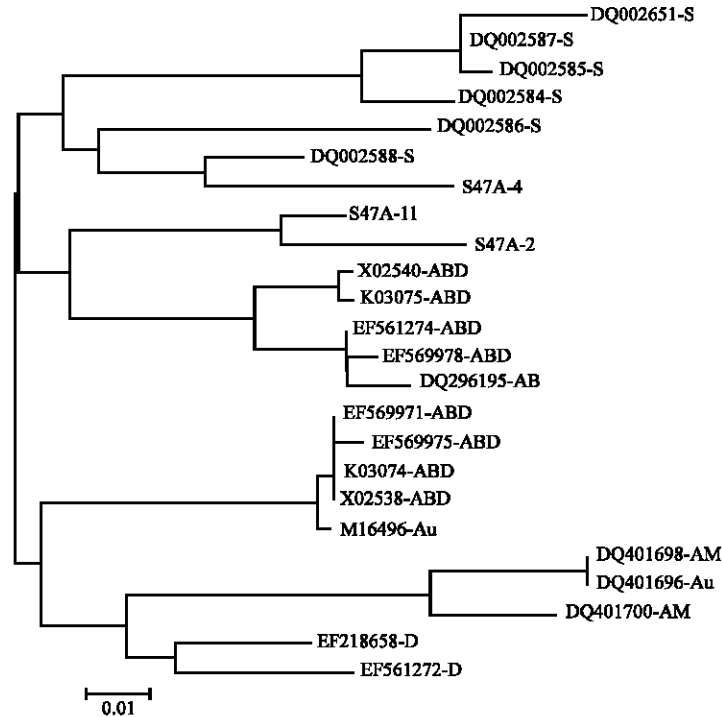 DQ002651-S
DQ002587-S
DQ002585-S
DQ002584-S
DQ002586-S
DQ002588-S
S47A-4
S47A-11
S47A-2
X02540-ABD
K03075-ABD
EF561274-ABD
EF569978-ABD
DQ296195-AB
EF569971-ABD
EF569975-ABD
K03074-ABD
X02538-ABD
M16496-Au
DQ401698-AM
DQ401696-Au
DQ401700-AM
EF218658-D
EF561272-D
0.01